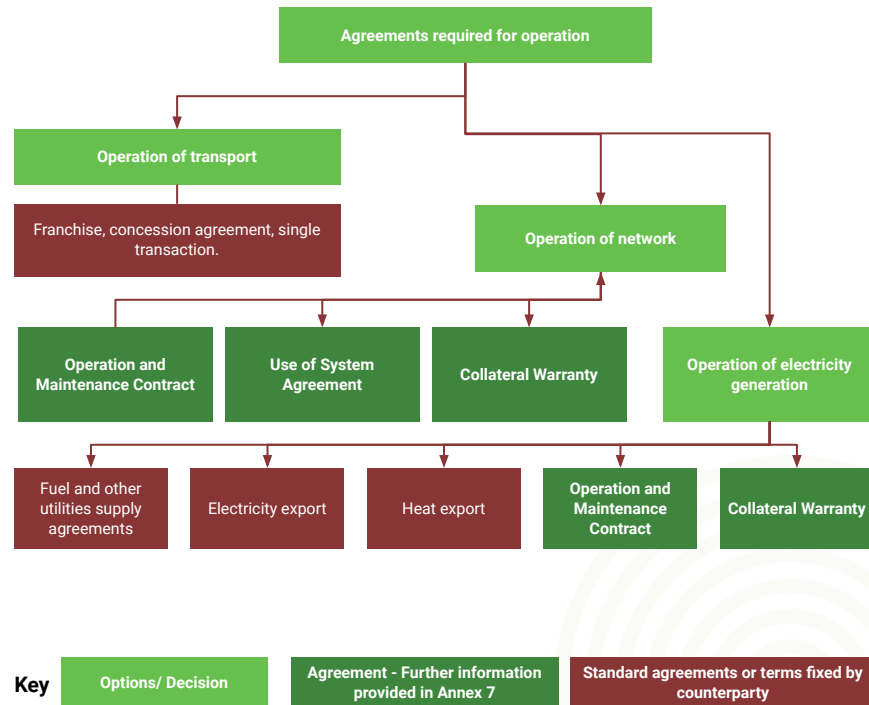 Agreements required for operation
Operation of transport
Franchise, concession agreement, single
transaction.
Operation of network
Operation and
Maintenance Contract
Use of System
Agreement
Collateral Warranty
Operation of electricity
generation
Fuel and other
utilities supply
agreements
Electricity export
Heat export
Operation and
Maintenance
Contract
Collateral Warranty
Key
Options/ Decision
Agreement - Further information
provided in Annex 7
Standard agreements or terms fixed by
counterparty